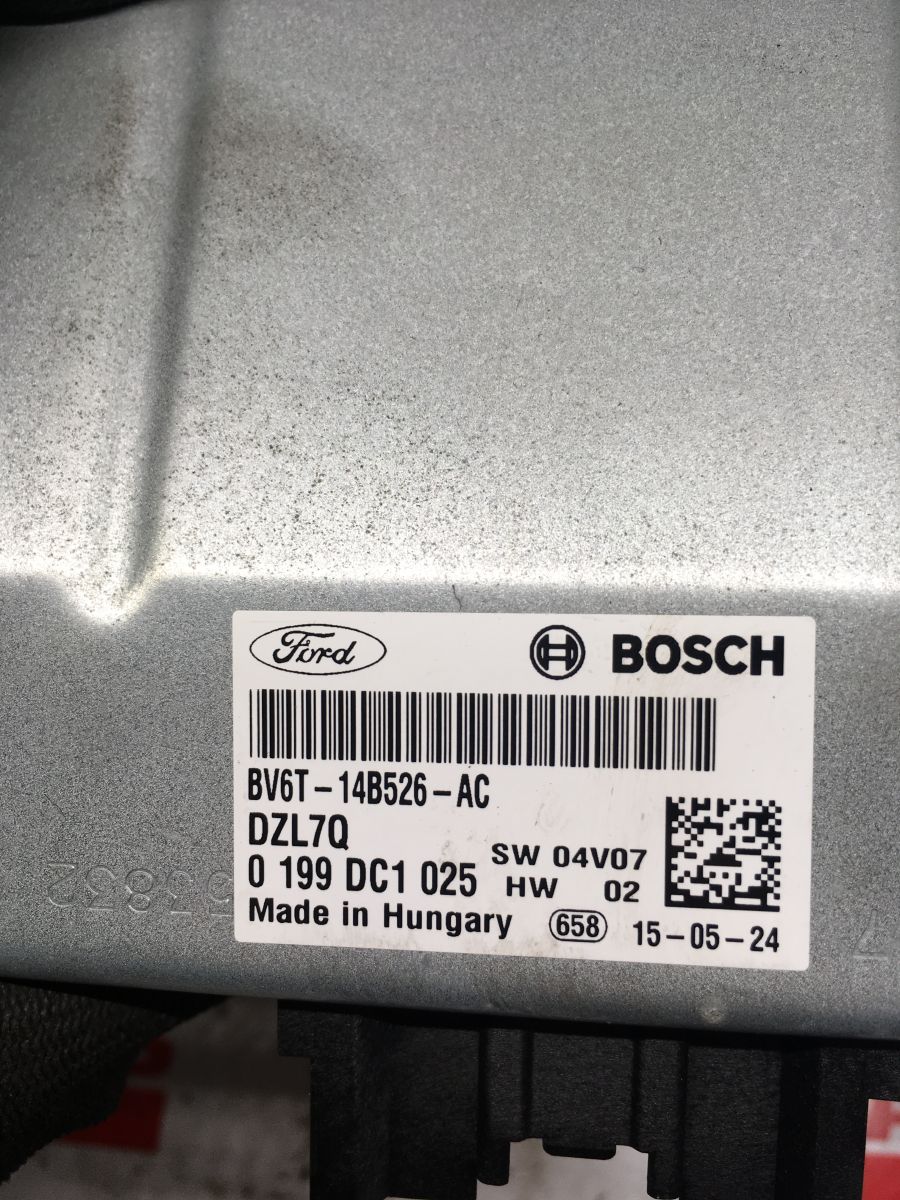 Ford BOSCH
BV6T-14B526-AC
DZL7Q
SW 04V07
0 199 DC1 025 HW 02
Made in Hungary 658 15-05-24